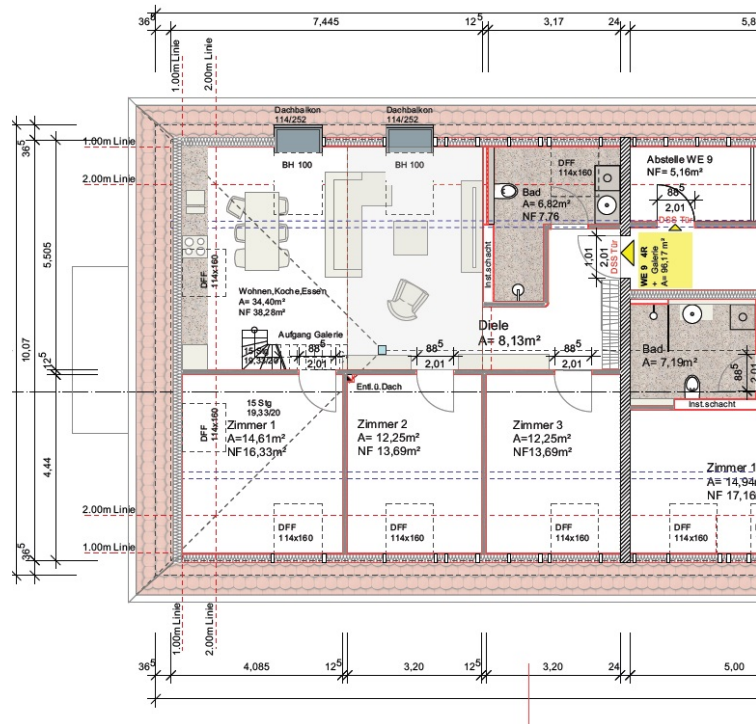 36⁵
7,445
12⁵
3,17
24
5,8
1.00m Linie
2.00m Linie
Dachbalkon
114/252
Dachbalkon
114/252
36⁵
1.00m Linie
BH 100
BH 100
DFF
114x160
Abstelle WE 9
NF= 5,16m²
2.00m Linie
88⁵
2,01
DSS Tür
Bad
A= 6,82m²
NF 7.76
5,505
DFF
114x160
Inst.schacht
1,01
2,01
DSS Tür
WE 9 4R
+ Galerie
A= 96,17 m²
Wohnen,Koche,Essen
A= 34,40m²
NF 38,28m²
Diele
A= 8,13m²
Aufgang Galerie
15 Stg
19,33/20
88⁵
2,01
88⁵
2,01
88⁵
2,01
Bad
A= 7,19m²
88⁵
2,01
10,07
12⁵
Entl.ü.Dach
Inst.schacht
DFF
114x160
15 Stg
19,33/20
Zimmer 1
A=14,61m²
NF16,33m²
Zimmer 2
A= 12,25m²
NF 13,69m²
Zimmer 3
A=12,25m²
NF13,69m²
4,44
Zimmer 1
A= 14,94m
NF 17,16
2.00m Linie
DFF
114x160
DFF
114x160
DFF
114x160
DFF
114x160
1.00m Linie
36⁵
1.00m Linie
2.00m Linie
36⁵
4,085
12⁵
3,20
12⁵
3,20
24
5,00